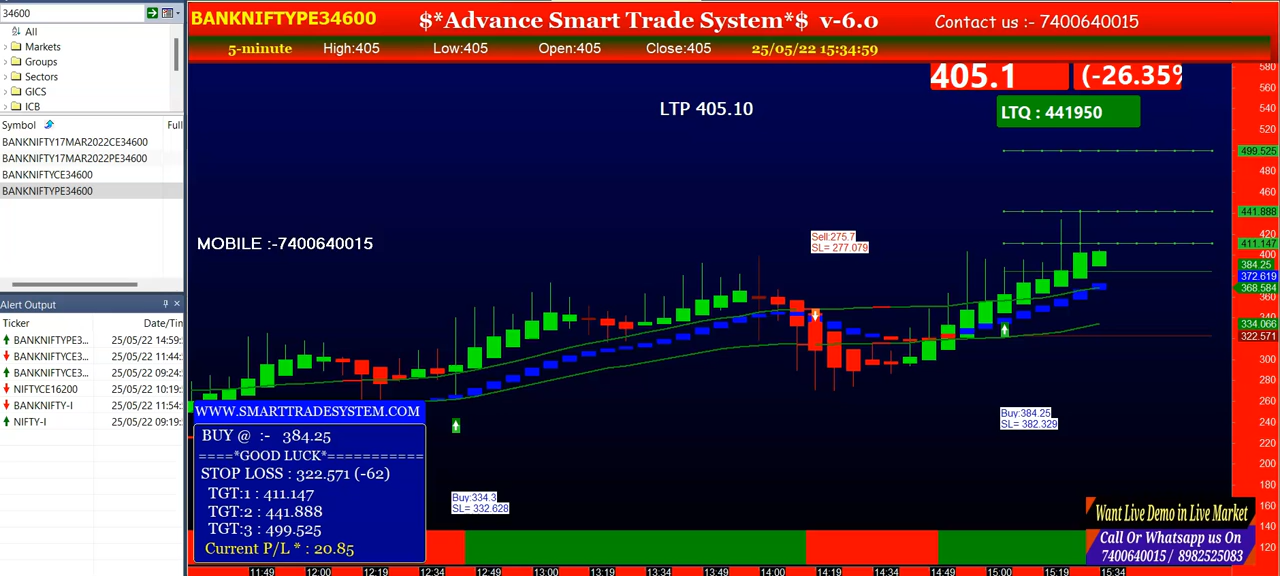 34600
All
Markets
Groups
Sectors
GICS
ICB
Symbol Full
BANKNIFTY17MAR2022CE34600
BANKNIFTY17MAR2022PE34600
BANKNIFTYCE34600
BANKNIFTYPE34600
Alert Output
Ticker Date/Tin
BANKNIFTYPE3... 25/05/22 14:59:
BANKNIFTYCE3... 25/05/22 11:44:
BANKNIFTYCE3... 25/05/22 09:24:
NIFTYCE16200 25/05/22 10:19:
BANKNIFTY-I 25/05/22 11:54:
NIFTY-I 25/05/22 09:19:
BANKNIFTYPE34600 $*Advance Smart Trade System*$ v-6.0 Contact us :- 7400640015
5-minute High:405 Low:405 Open:405 Close:405 25/05/22 15:34:59
405.1 (-26.35%
LTP 405.10
LTQ : 441950
MOBILE :-7400640015
Sell:275.7
SL= 277.079
Buy:384.25
SL= 382.329
Buy:334.3
SL= 332.628
WWW.SMARTTRADESYSTEM.COM
BUY @ :- 384.25
====*GOOD LUCK*===========
STOP LOSS : 322.571 (-62)
TGT:1 : 411.147
TGT:2 : 441.888
TGT:3 : 499.525
Current P/L * : 20.85
Want Live Demo in Live Market
Call Or Whatsapp us On
7400640015 / 8982525083
580
560
540
520
499.525
480
460
441.888
420
411.147
400
384.25
372.619
368.584
360
340
334.066
322.571
300
280
260
240
220
200
180
160
140
120
11:49 12:00 12:19 12:34 12:49 13:00 13:19 13:34 13:49 14:00 14:19 14:34 14:49 15:00 15:19 15:34